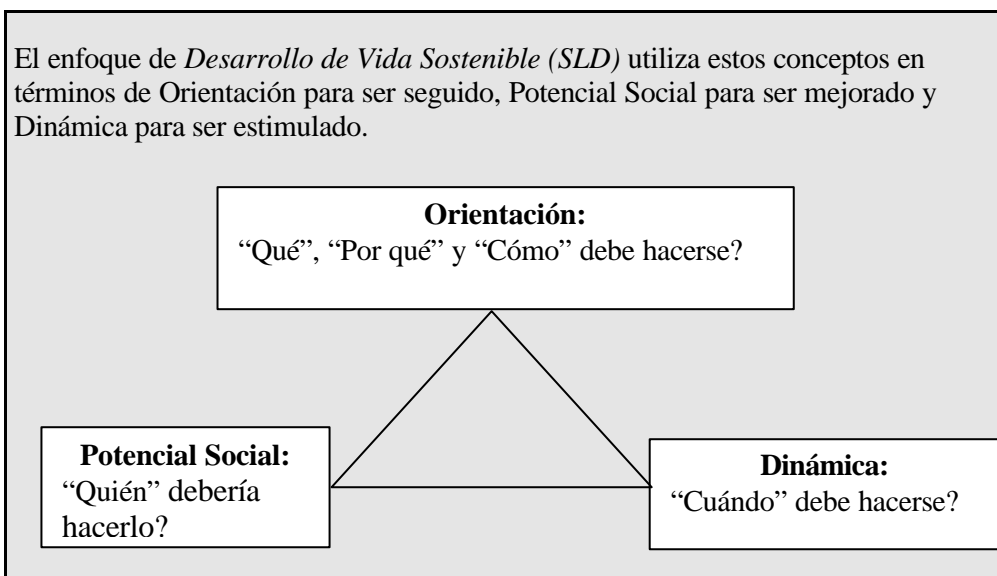 El enfoque de Desarrollo de Vida Sostenible (SLD) utiliza estos conceptos en
términos de Orientación para ser seguido, Potencial Social para ser mejorado y
Dinámica para ser estimulado.
Orientación:
“Qué”, “Por qué” y “Cómo” debe hacerse?
Potencial Social:
“Quién” debería
hacerlo?
Dinámica:
“Cuándo” debe hacerse?